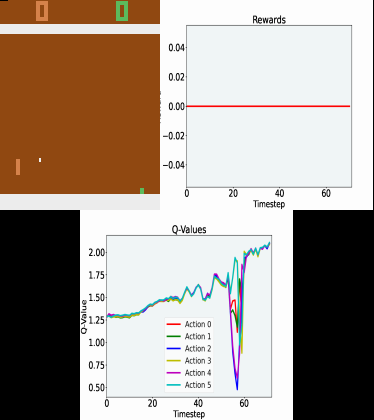 0 0
Rewards
0.04
0.02
0.00
−0.02
−0.04
0 20 40 60
Timestep
Q-Values
2.00
1.75
1.50
1.25
1.00
0.75
0.50
Q-Value
Action 0
Action 1
Action 2
Action 3
Action 4
Action 5
0 20 40 60
Timestep